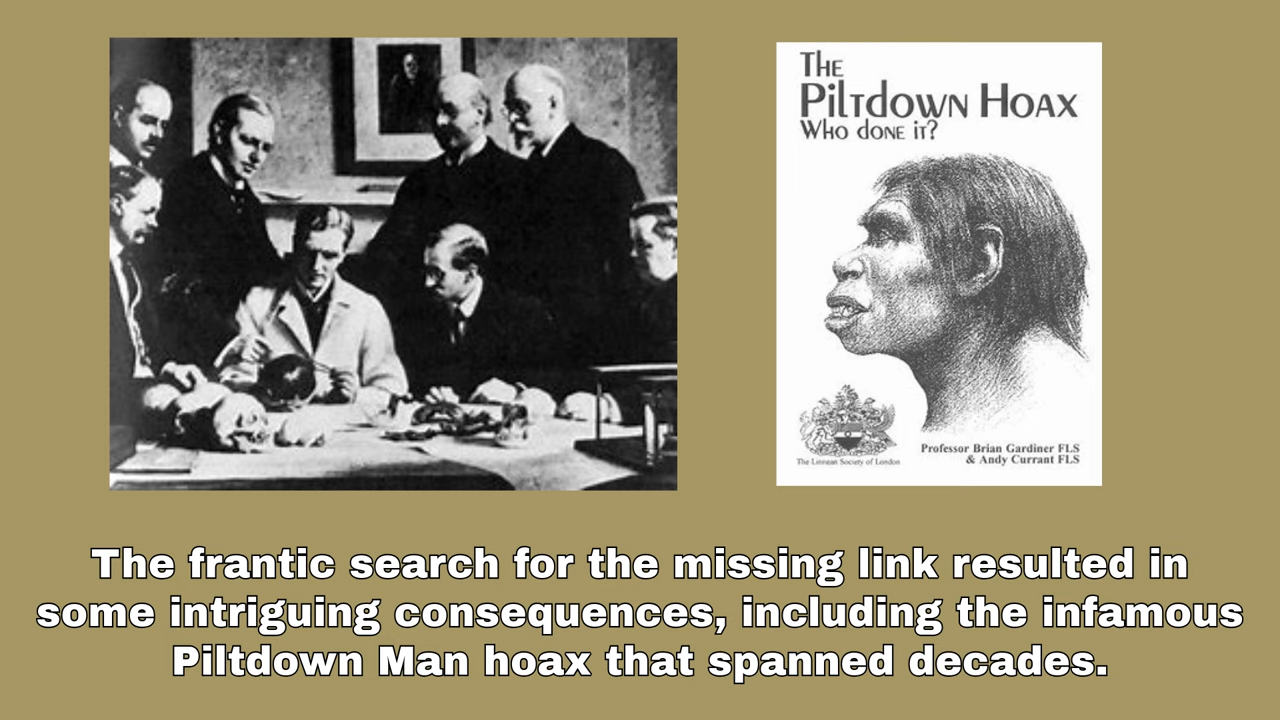 The
Piltdown Hoax
Who done it?
The Linnean Society of London
Professor Brian Gardiner FLS
& Andy Currant FLS
The frantic search for the missing link resulted in
some intriguing consequences, including the infamous
Piltdown Man hoax that spanned decades.